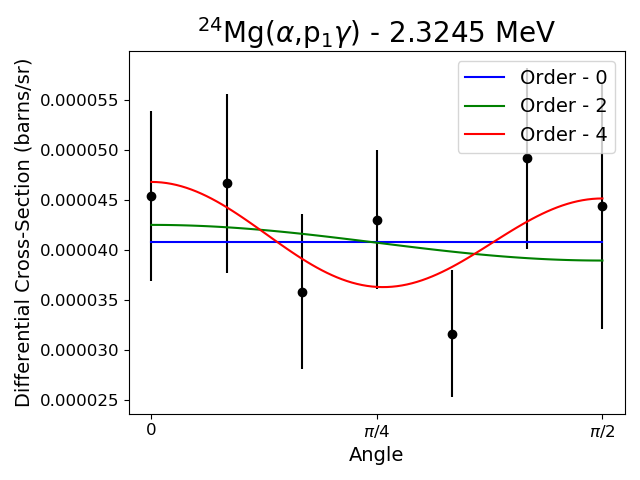 ²⁴Mg(α,p₁γ) - 2.3245 MeV
Differential Cross-Section (barns/sr)
0.000055
0.000050
0.000045
0.000040
0.000035
0.000030
0.000025
Order - 0
Order - 2
Order - 4
0
π/4
π/2
Angle